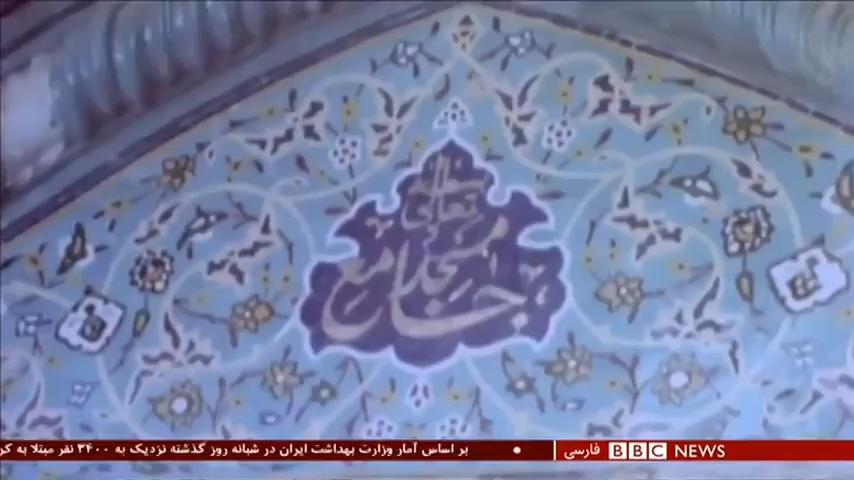 تعالی
مسجد
جامع
بر اساس آمار وزارت بهداشت ایران در شبانه روز گذشته نزدیک به ۳۴۰۰ نفر مبتلا به
فارسی BBC NEWS